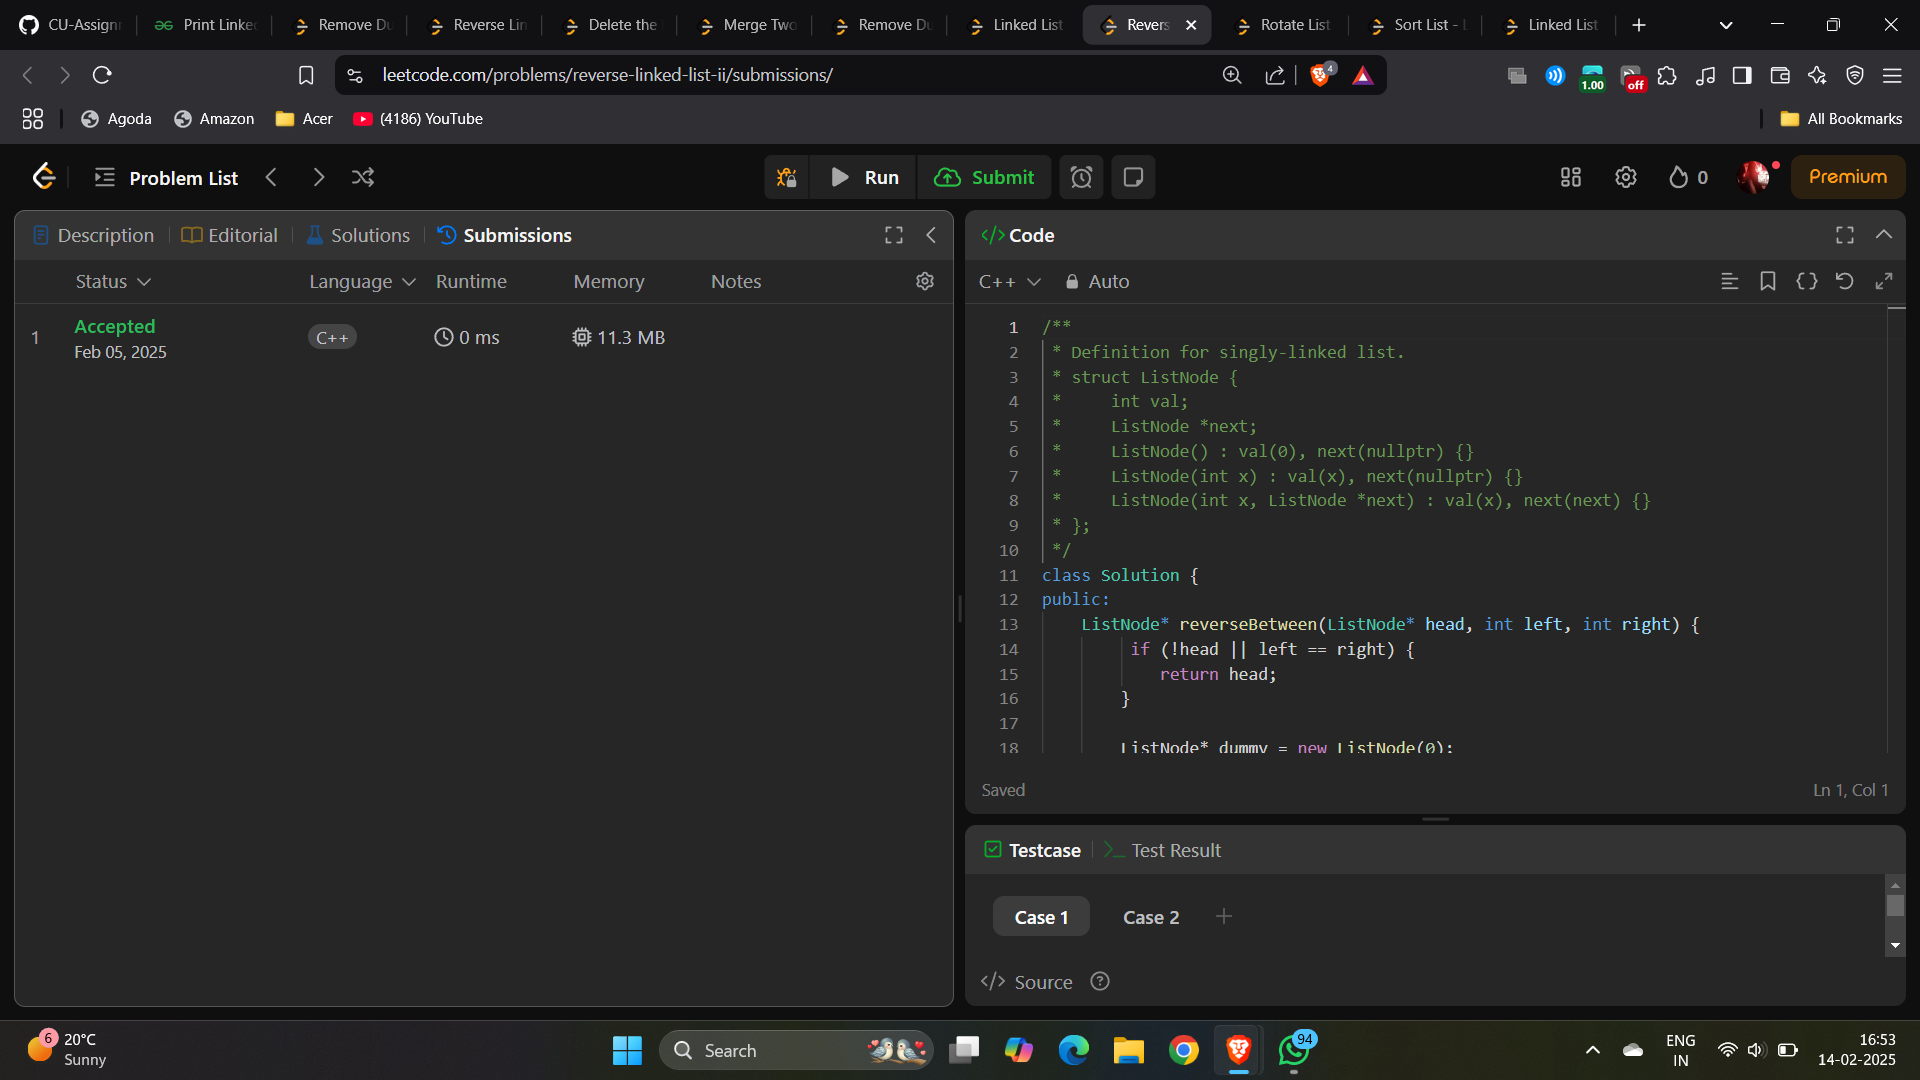 CU-Assign
Print Linke
Remove Du
Reverse Lin
Delete the
Merge Two
Remove Du
Linked List
Revers
Rotate List
Sort List -
Linked List
leetcode.com/problems/reverse-linked-list-ii/submissions/
4
1.00
off
Agoda
Amazon
Acer
(4186) YouTube
All Bookmarks
Problem List
Run
Submit
0
Premium
Description
Editorial
Solutions
Submissions
Status
Language
Runtime
Memory
Notes
1
Accepted
Feb 05, 2025
C++
0 ms
11.3 MB
</> Code
C++
Auto
1 /**
2 * Definition for singly-linked list.
3 * struct ListNode {
4 *     int val;
5 *     ListNode *next;
6 *     ListNode() : val(0), next(nullptr) {}
7 *     ListNode(int x) : val(x), next(nullptr) {}
8 *     ListNode(int x, ListNode *next) : val(x), next(next) {}
9 * };
10 */
11 class Solution {
12 public:
13     ListNode* reverseBetween(ListNode* head, int left, int right) {
14         if (!head || left == right) {
15             return head;
16         }
17
18         ListNode* dummy = new ListNode(0);
Saved
Ln 1, Col 1
Testcase
Test Result
Case 1
Case 2
</> Source
6
20°C
Sunny
Search
94
ENG
IN
16:53
14-02-2025